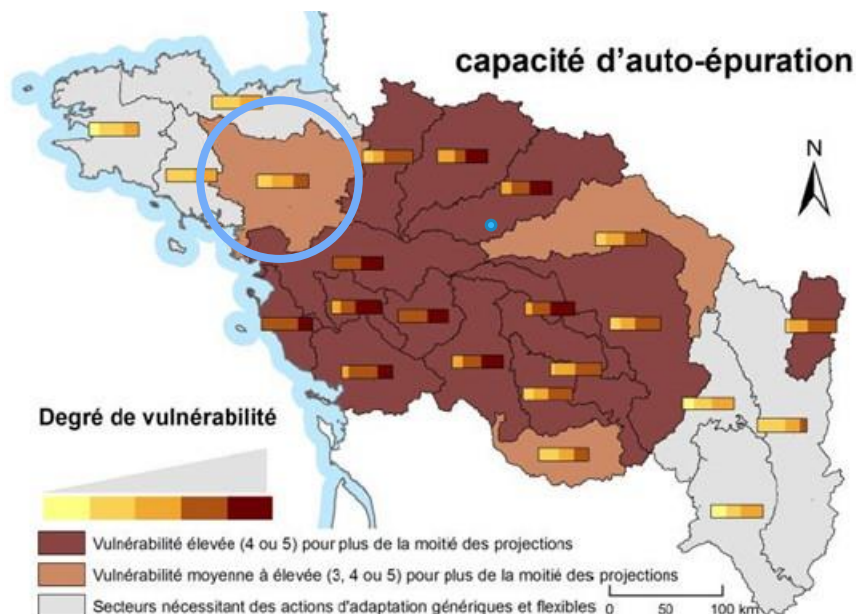 capacité d'auto-épuration
N
Degré de vulnérabilité
Vulnérabilité élevée (4 ou 5) pour plus de la moitié des projections
Vulnérabilité moyenne à élevée (3, 4 ou 5) pour plus de la moitié des projections
Secteurs nécessitant des actions d'adaptation génériques et flexibles
0 50 100 km